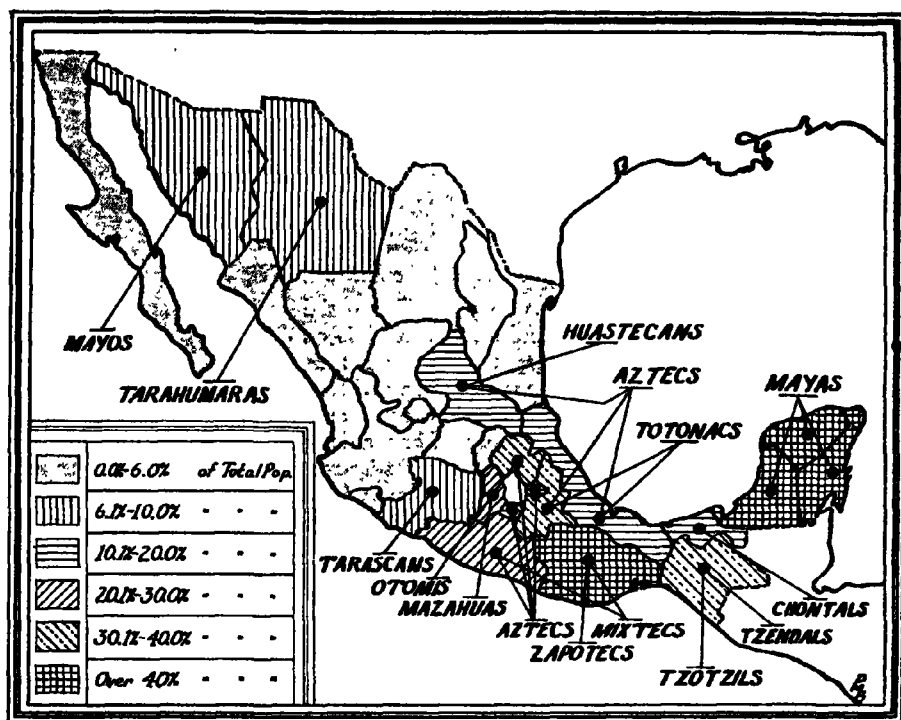 HUASTECANS
MAYOS
AZTECS
MAYAS
TARAHUMARAS
TOTONACS
0.0%-6.0% of Total Pop.
6.1%-10.0% " " "
10.1%-20.0% " " "
20.1%-30.0% " " "
30.1%-40.0% " " "
Over 40% " " "
TARASCANS
OTOMIS
MAZAHUAS
AZTECS
MIXTECS
ZAPOTECS
CHONTALS
TZENDALS
TZOTZILS